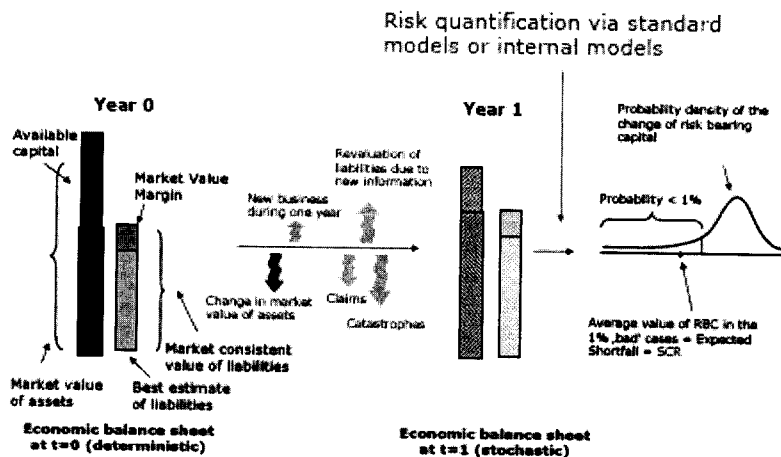 Risk quantification via standard
models or internal models
Year 0
Year 1
Available
capital
Market Value
Margin
New business
during one year
Revaluation of
liabilities due to
new information
Probability density of the
change of risk bearing
capital
Probability < 1%
Change in market
value of assets
Claims
Catastrophes
Market consistent
value of liabilities
Market value
of assets
Best estimate
of liabilities
Average value of RBC in the
1% ‚bad' cases = Expected
Shortfall = SCR
Economic balance sheet
at t=0 (deterministic)
Economic balance sheet
at t=1 (stochastic)